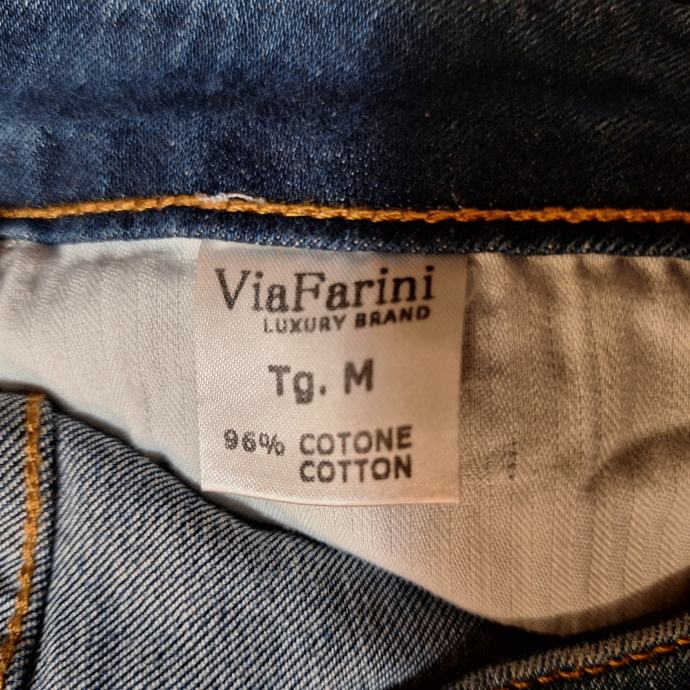 ViaFarini
LUXURY BRAND
Tg. M
96% COTONE
COTTON